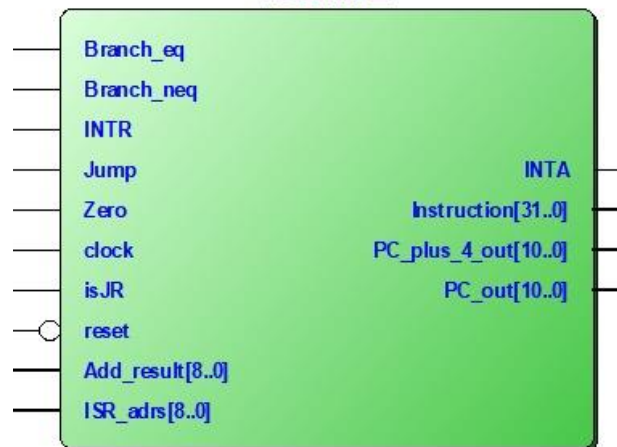 Branch_eq
Branch_neq
INTR
Jump
INTA
Zero
Instruction[31..0]
clock
PC_plus_4_out[10..0]
isJR
PC_out[10..0]
reset
Add_result[8..0]
ISR_adrs[8..0]